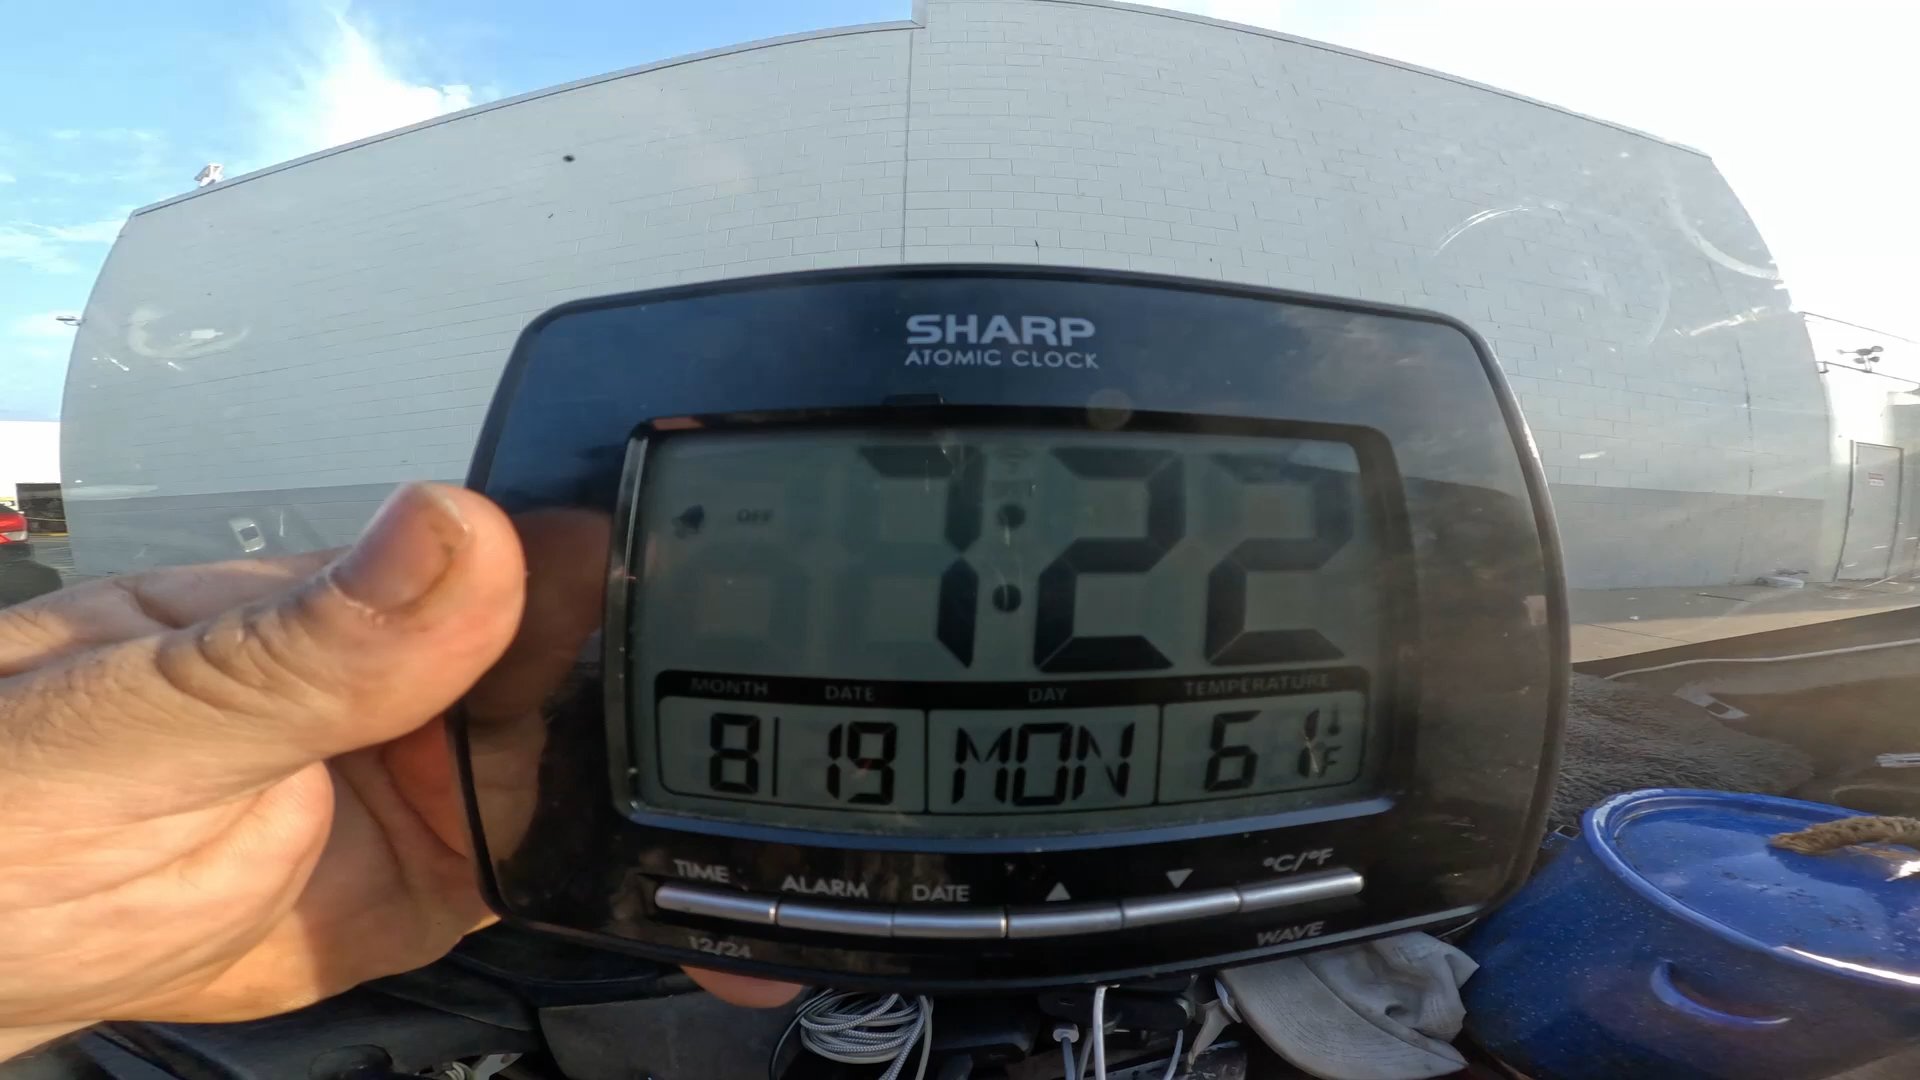 SHARP
ATOMIC CLOCK
OFF
7:22
MONTH DATE DAY TEMPERATURE
8 19 MON 61°F
TIME ALARM DATE ▲ ▼ °C/°F
12/24 WAVE